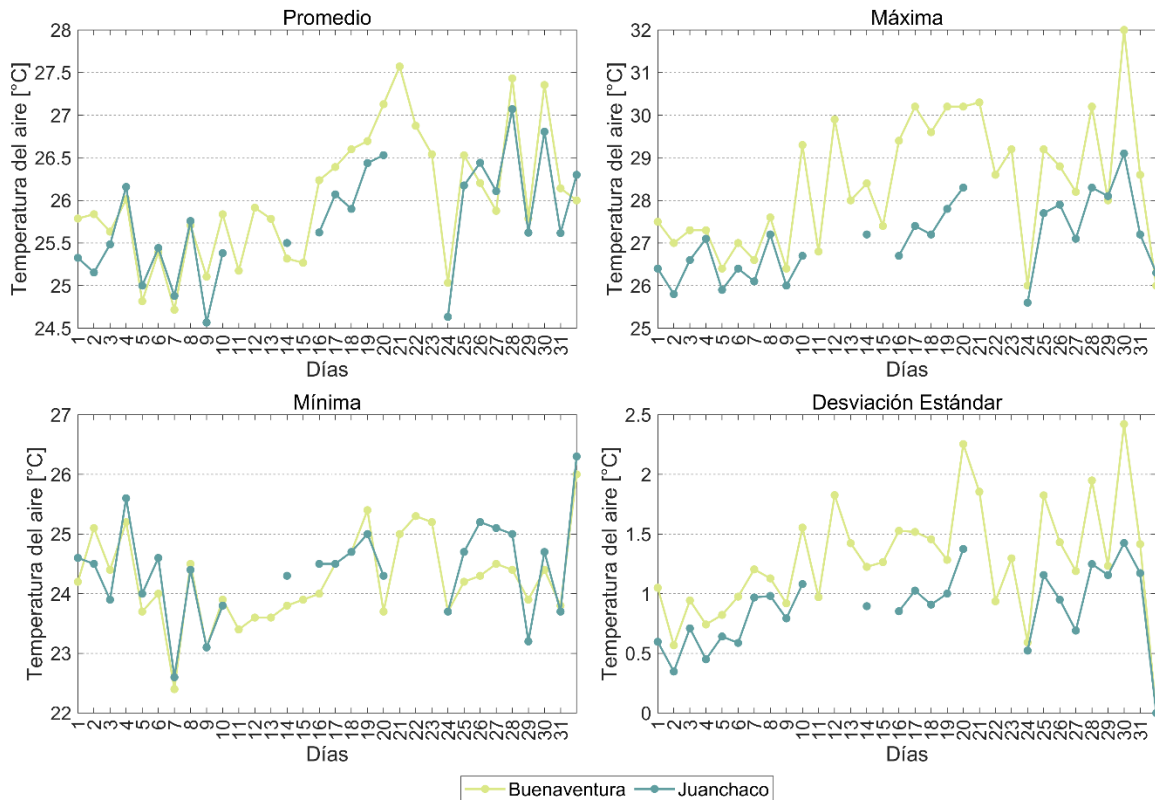 Promedio
Temperatura del aire [°C]
28
27.5
27
26.5
26
25.5
25
24.5
1 2 3 4 5 6 7 8 9 10 11 12 13 14 15 16 17 18 19 20 21 22 23 24 25 26 27 28 29 30 31
Días
Máxima
Temperatura del aire [°C]
32
31
30
29
28
27
26
25
1 2 3 4 5 6 7 8 9 10 11 12 13 14 15 16 17 18 19 20 21 22 23 24 25 26 27 28 29 30 31
Días
Mínima
Temperatura del aire [°C]
27
26
25
24
23
22
1 2 3 4 5 6 7 8 9 10 11 12 13 14 15 16 17 18 19 20 21 22 23 24 25 26 27 28 29 30 31
Días
Desviación Estándar
Temperatura del aire [°C]
2.5
2
1.5
1
0.5
0
1 2 3 4 5 6 7 8 9 10 11 12 13 14 15 16 17 18 19 20 21 22 23 24 25 26 27 28 29 30 31
Días
Buenaventura Juanchaco